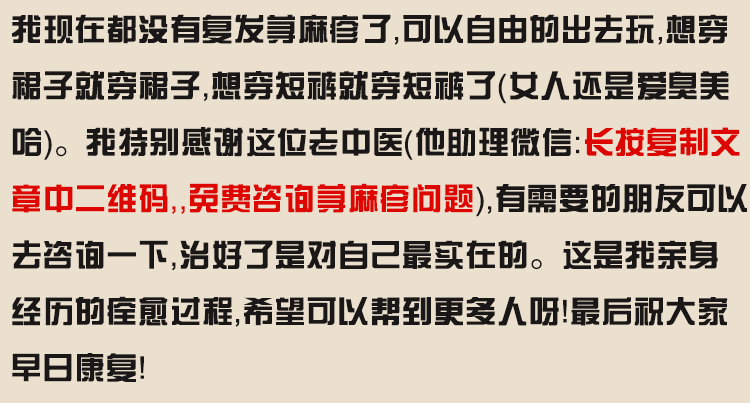 我现在都没有复发荨麻疹了,可以自由的出去玩,想穿
裙子就穿裙子,想穿短裤就穿短裤了(女人还是爱臭美
哈)。我特别感谢这位老中医(他助理微信:长按复制文
章中二维码,,免费咨询荨麻疹问题),有需要的朋友可以
去咨询一下,治好了是对自己最实在的。这是我亲身
经历的痊愈过程,希望可以帮到更多人呀!最后祝大家
早日康复!